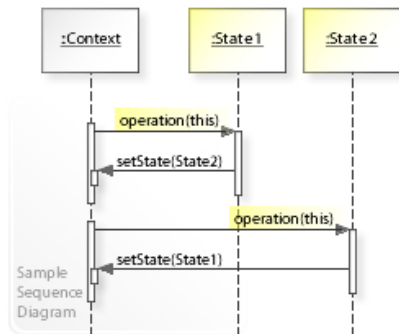 :Context
:State1
:State2
operation(this)
setState(State2)
operation(this)
setState(State1)
Sample
Sequence
Diagram